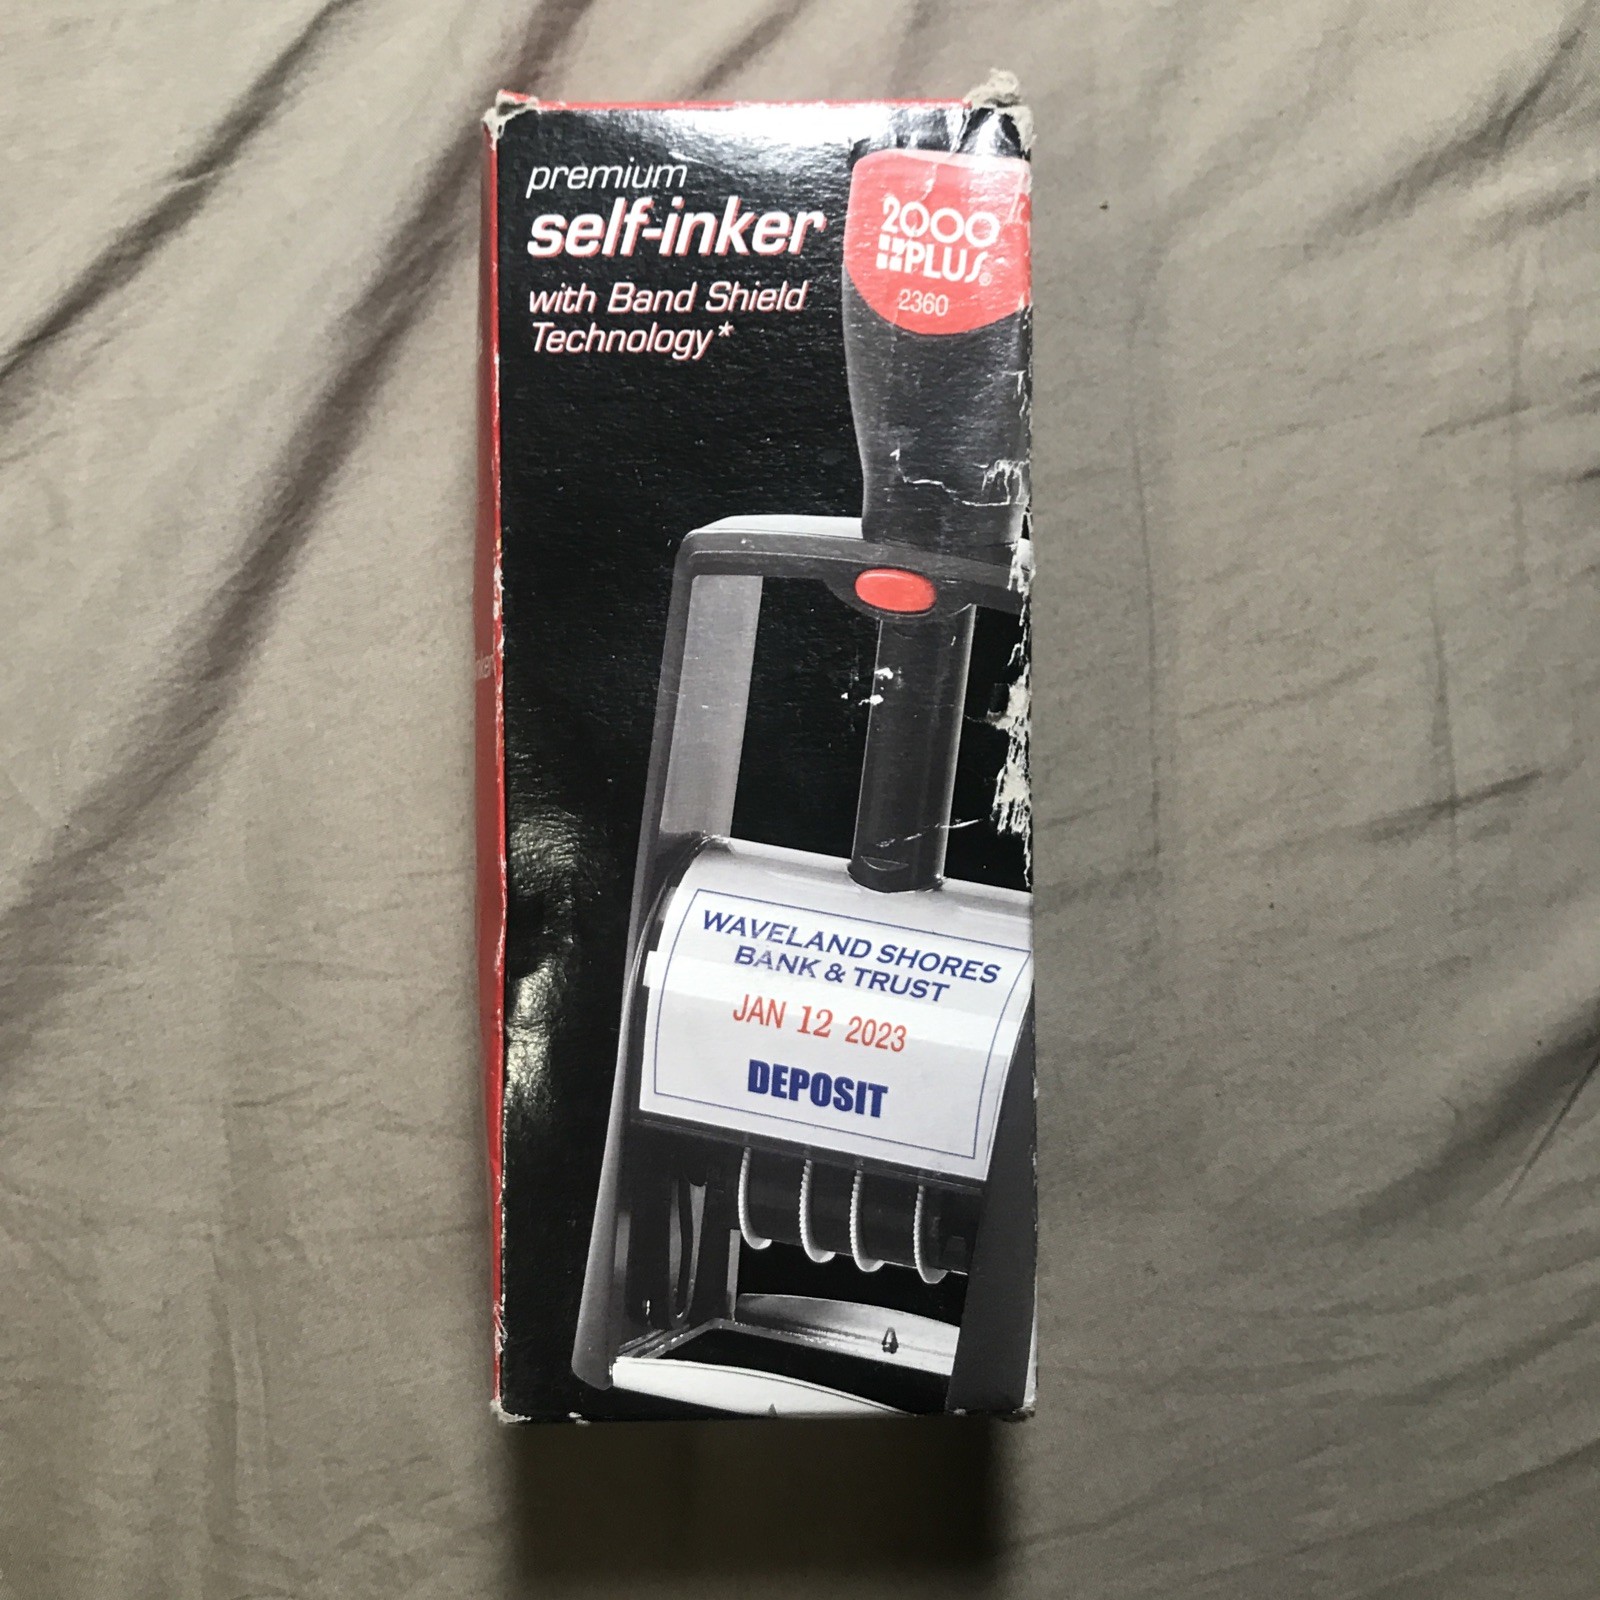 premium
self-inker
with Band Shield
Technology*
2000
PLUS®
2360
WAVELAND SHORES
BANK & TRUST
JAN 12 2023
DEPOSIT